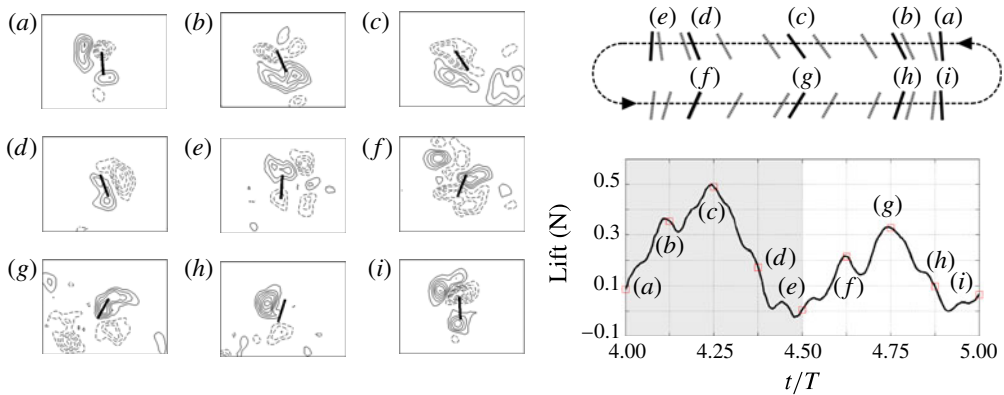 (a) (b) (c)
(d) (e) (f)
(g) (h) (i)
(e) (d) (c) (b) (a)
(f) (g) (h) (i)
Lift (N)
0.5
0.3
0.1
−0.1
(a) (b) (c) (d) (e) (f) (g) (h) (i)
4.00 4.25 4.50 4.75 5.00
t/T